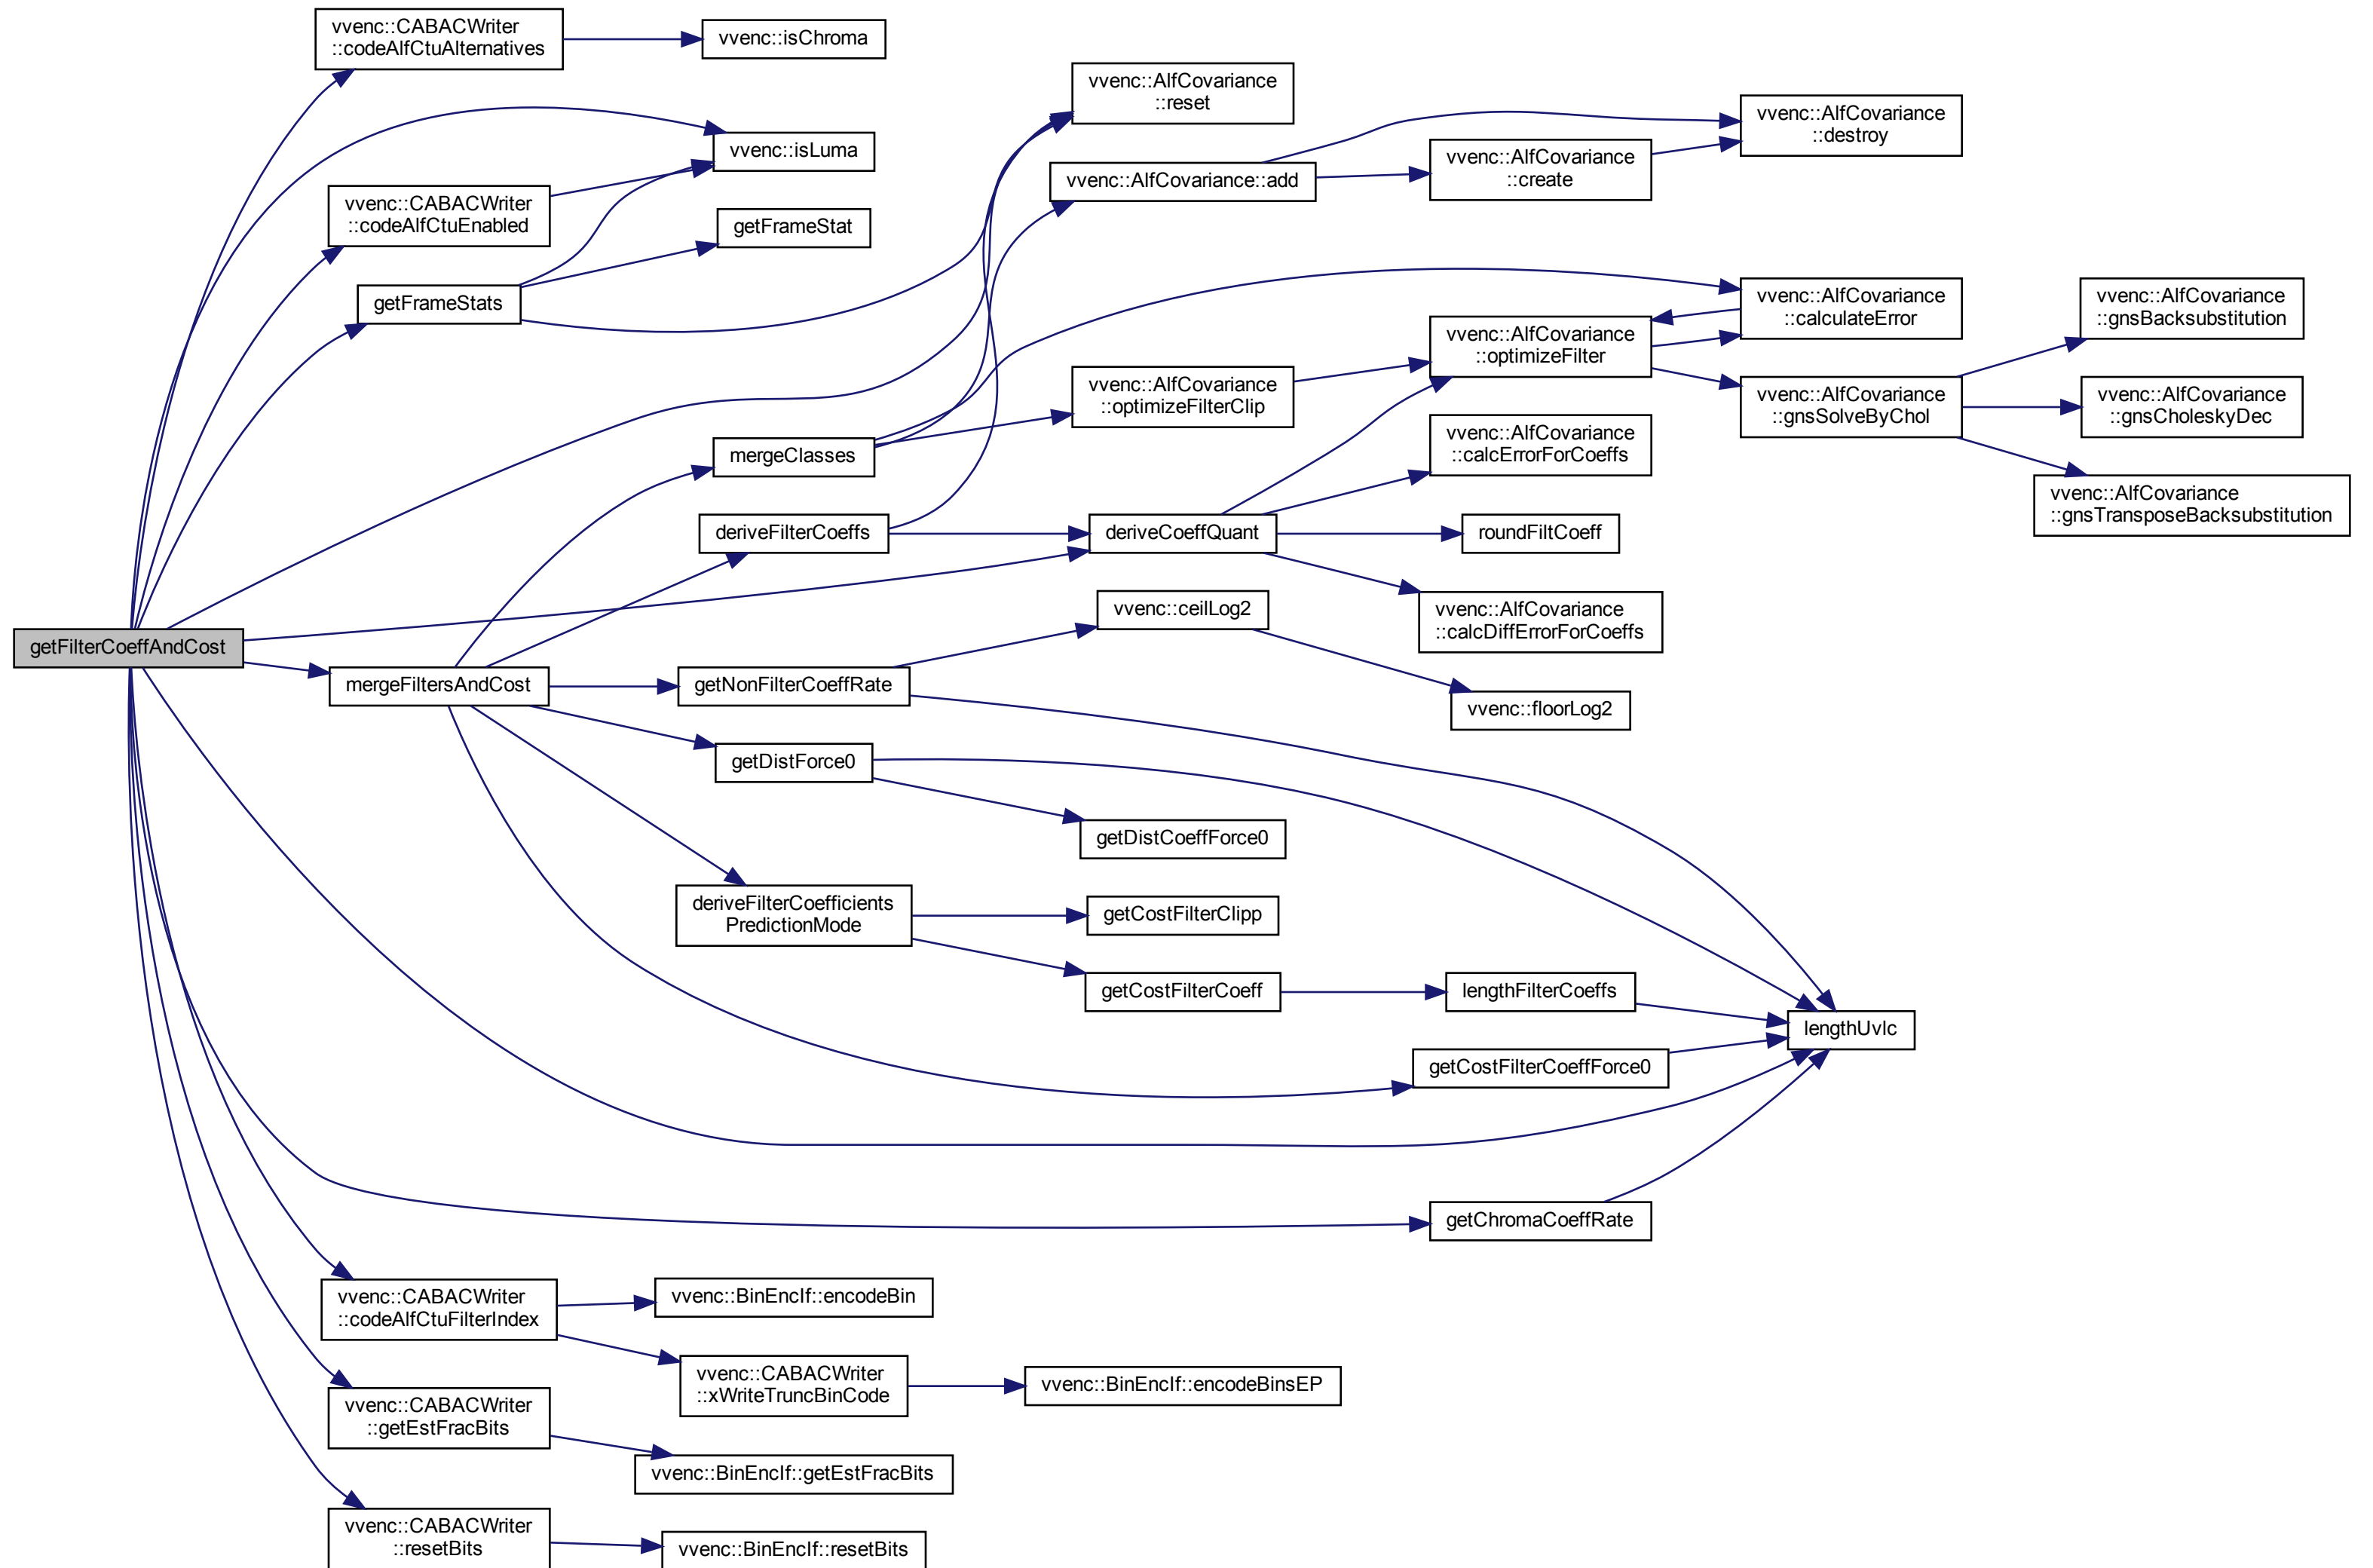 vvenc::CABACWriter
::codeAlfCtuAlternatives
vvenc::isChroma
vvenc::AlfCovariance
::reset
vvenc::AlfCovariance
::destroy
vvenc::isLuma
vvenc::AlfCovariance::add
vvenc::AlfCovariance
::create
vvenc::CABACWriter
::codeAlfCtuEnabled
getFrameStat
getFrameStats
vvenc::AlfCovariance
::calculateError
vvenc::AlfCovariance
::gnsBacksubstitution
vvenc::AlfCovariance
::optimizeFilter
vvenc::AlfCovariance
::optimizeFilterClip
vvenc::AlfCovariance
::gnsSolveByChol
vvenc::AlfCovariance
::gnsCholeskyDec
mergeClasses
vvenc::AlfCovariance
::calcErrorForCoeffs
vvenc::AlfCovariance
::gnsTransposeBacksubstitution
deriveFilterCoeffs
deriveCoeffQuant
roundFiltCoeff
vvenc::ceilLog2
vvenc::AlfCovariance
::calcDiffErrorForCoeffs
getFilterCoeffAndCost
mergeFiltersAndCost
getNonFilterCoeffRate
vvenc::floorLog2
getDistForce0
getDistCoeffForce0
deriveFilterCoefficients
PredictionMode
getCostFilterClipp
getCostFilterCoeff
lengthFilterCoeffs
lengthUvlc
getCostFilterCoeffForce0
getChromaCoeffRate
vvenc::CABACWriter
::codeAlfCtuFilterIndex
vvenc::BinEncIf::encodeBin
vvenc::CABACWriter
::xWriteTruncBinCode
vvenc::BinEncIf::encodeBinsEP
vvenc::CABACWriter
::getEstFracBits
vvenc::BinEncIf::getEstFracBits
vvenc::CABACWriter
::resetBits
vvenc::BinEncIf::resetBits